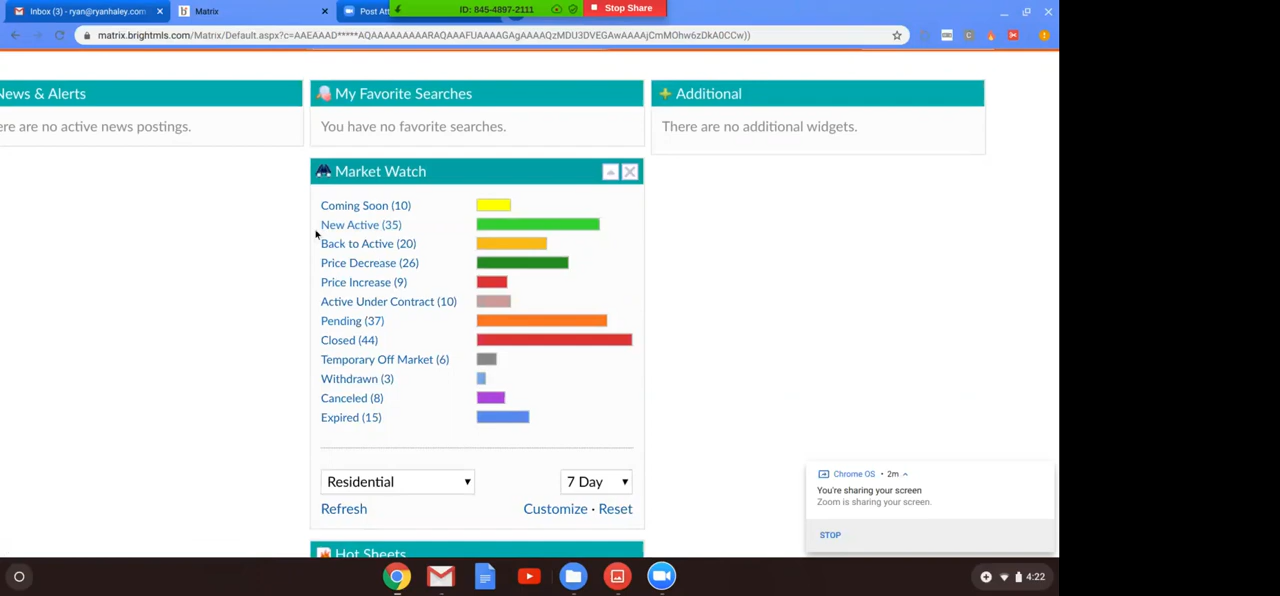 Inbox (3) - ryan@ryanhaley.com
Matrix
Post Att
ID: 845-4897-2111
Stop Share
matrix.brightmls.com/Matrix/Default.aspx?c=AAEAAAD*****AQAAAAAAAAARAQAAAFUAAAAGAgAAAAQzMDU3DVEGAwAAAAjCmMOhw6zDkA0CCw))
News & Alerts
My Favorite Searches
Additional
ere are no active news postings.
You have no favorite searches.
There are no additional widgets.
Market Watch
Coming Soon (10)
New Active (35)
Back to Active (20)
Price Decrease (26)
Price Increase (9)
Active Under Contract (10)
Pending (37)
Closed (44)
Temporary Off Market (6)
Withdrawn (3)
Canceled (8)
Expired (15)
Residential
7 Day
Refresh
Customize · Reset
Hot Sheets
Chrome OS • 2m
You're sharing your screen
Zoom is sharing your screen.
STOP
4:22